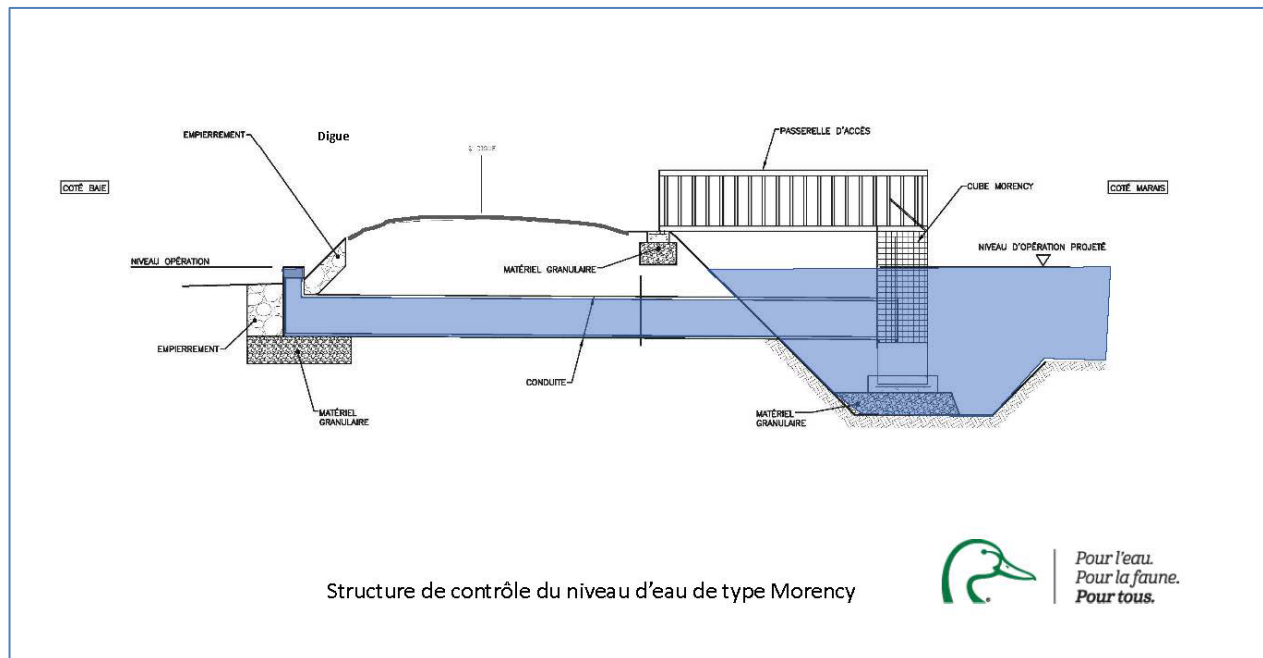 EMPIERREMENT
Digue
℄ DIGUE
PASSERELLE D'ACCÈS
CUBE MORENCY
COTÉ BAIE
COTÉ MARAIS
NIVEAU OPÉRATION
MATÉRIEL GRANULAIRE
NIVEAU D'OPÉRATION PROJETÉ
EMPIERREMENT
CONDUITE
MATÉRIEL
GRANULAIRE
MATÉRIEL
GRANULAIRE
Structure de contrôle du niveau d'eau de type Morency
Pour l'eau.
Pour la faune.
Pour tous.